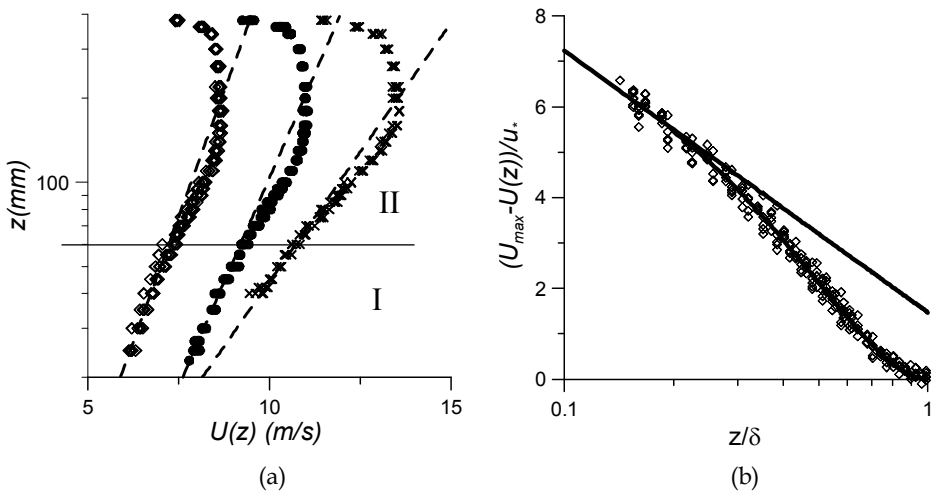 z(mm)
100
II
I
5
10
15
U(z) (m/s)
(a)
(U_max-U(z))/u_*
8
6
4
2
0
0.1
1
z/δ
(b)